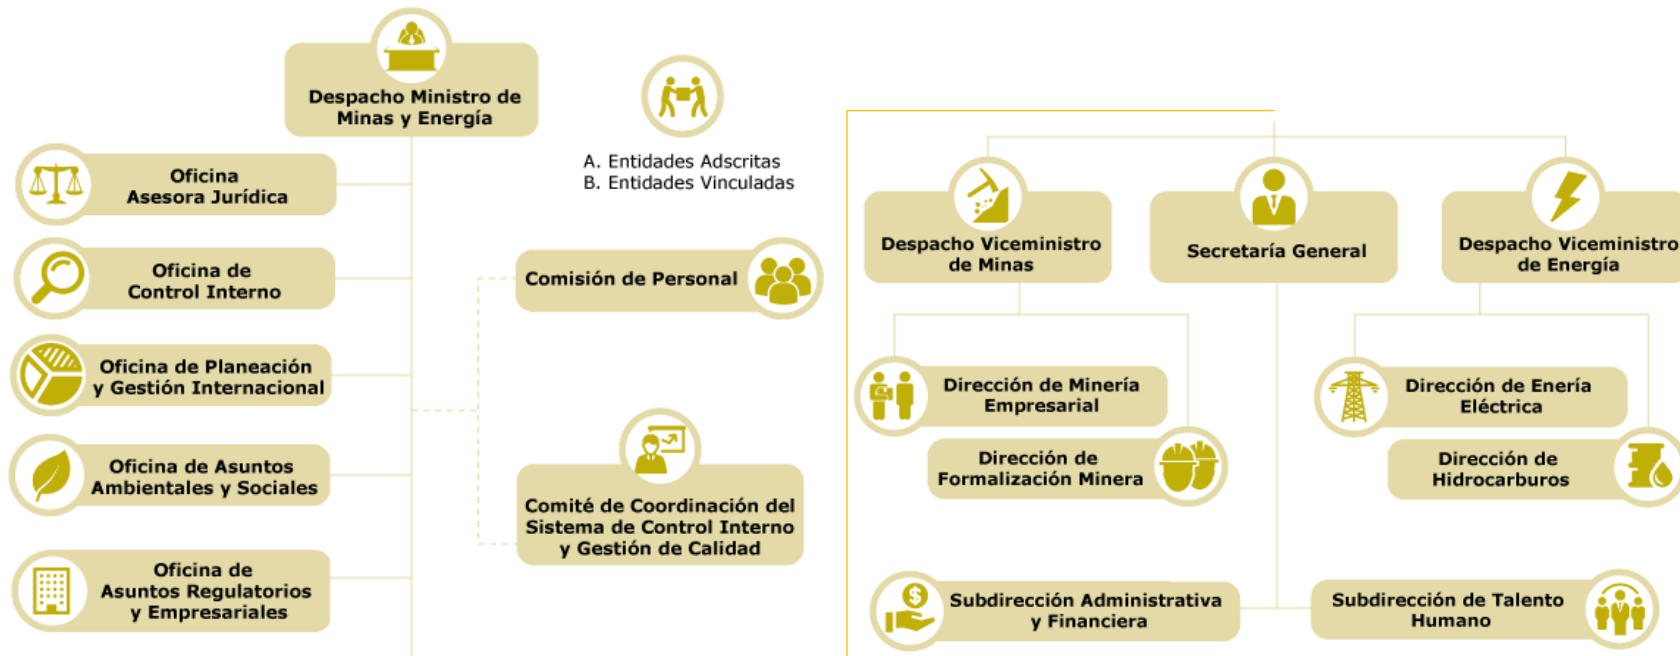 Despacho Ministro de
Minas y Energía
A. Entidades Adscritas
B. Entidades Vinculadas
Oficina
Asesora Jurídica
Oficina de
Control Interno
Oficina de Planeación
y Gestión Internacional
Oficina de Asuntos
Ambientales y Sociales
Oficina de
Asuntos Regulatorios
y Empresariales
Comisión de Personal
Comité de Coordinación del
Sistema de Control Interno
y Gestión de Calidad
Despacho Viceministro
de Minas
Secretaría General
Despacho Viceministro
de Energía
Dirección de Minería
Empresarial
Dirección de
Formalización Minera
Dirección de Enería
Eléctrica
Dirección de
Hidrocarburos
Subdirección Administrativa
y Financiera
Subdirección de Talento
Humano